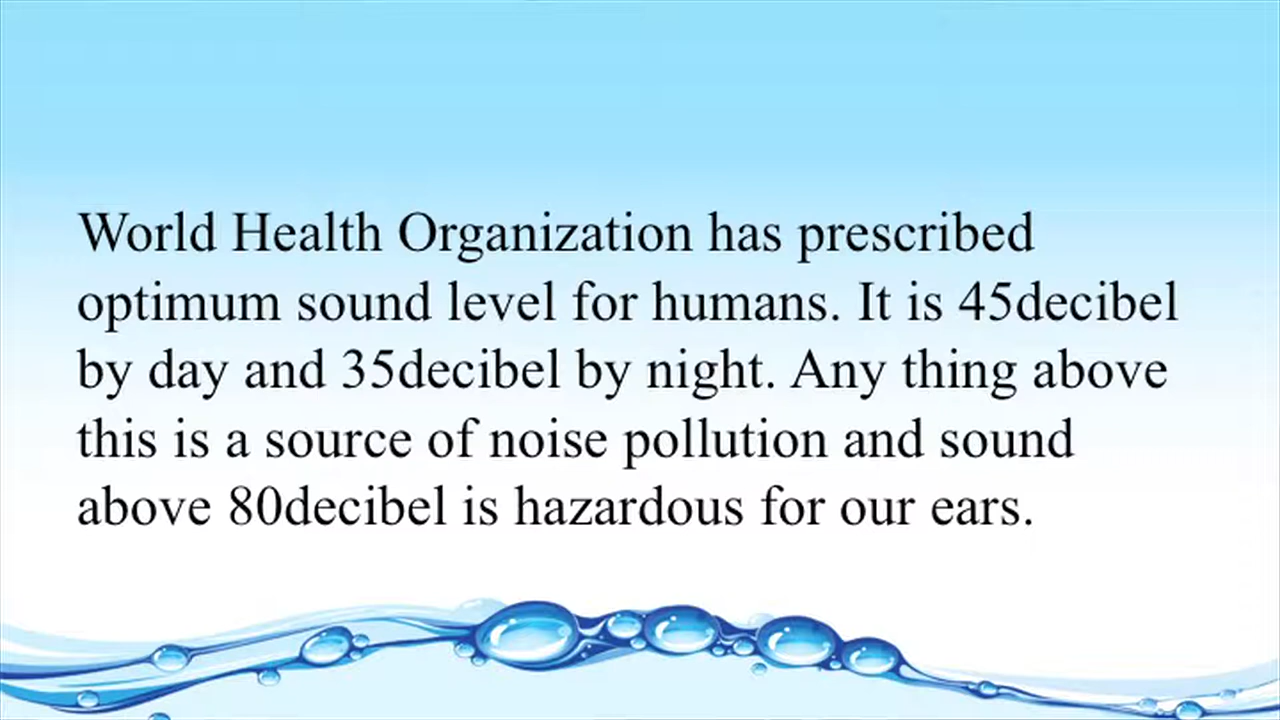 World Health Organization has prescribed
optimum sound level for humans. It is 45decibel
by day and 35decibel by night. Any thing above
this is a source of noise pollution and sound
above 80decibel is hazardous for our ears.